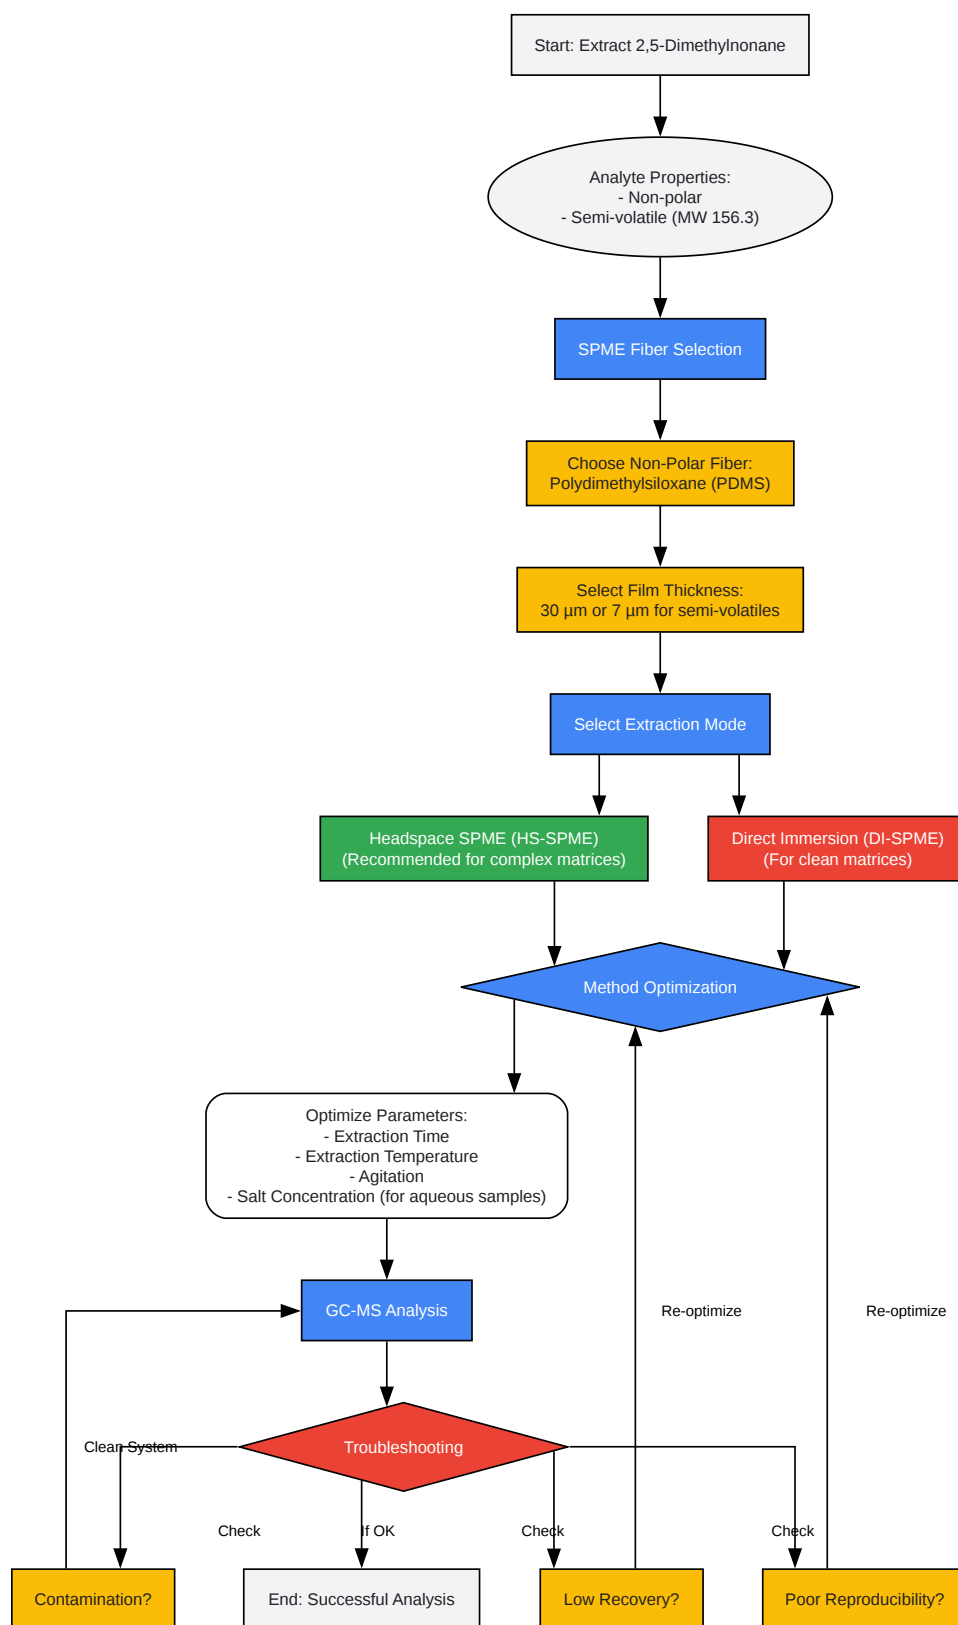 Start: Extract 2,5-Dimethylnonane
Analyte Properties:
- Non-polar
- Semi-volatile (MW 156.3)
SPME Fiber Selection
Choose Non-Polar Fiber:
Polydimethylsiloxane (PDMS)
Select Film Thickness:
30 µm or 7 µm for semi-volatiles
Select Extraction Mode
Headspace SPME (HS-SPME)
(Recommended for complex matrices)
Direct Immersion (DI-SPME)
(For clean matrices)
Method Optimization
Optimize Parameters:
- Extraction Time
- Extraction Temperature
- Agitation
- Salt Concentration (for aqueous samples)
GC-MS Analysis
Re-optimize
Re-optimize
Clean System
Troubleshooting
Check
If OK
Check
Check
Contamination?
End: Successful Analysis
Low Recovery?
Poor Reproducibility?